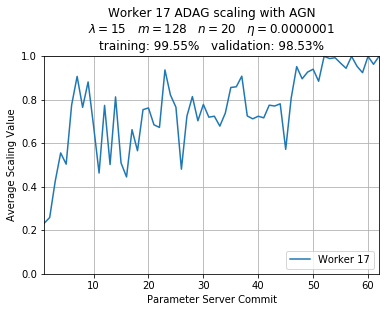 Worker 17 ADAG scaling with AGN
λ = 15 m = 128 n = 20 η = 0.0000001
training: 99.55% validation: 98.53%
1.0
0.8
0.6
0.4
0.2
0.0
Average Scaling Value
Worker 17
10 20 30 40 50 60
Parameter Server Commit